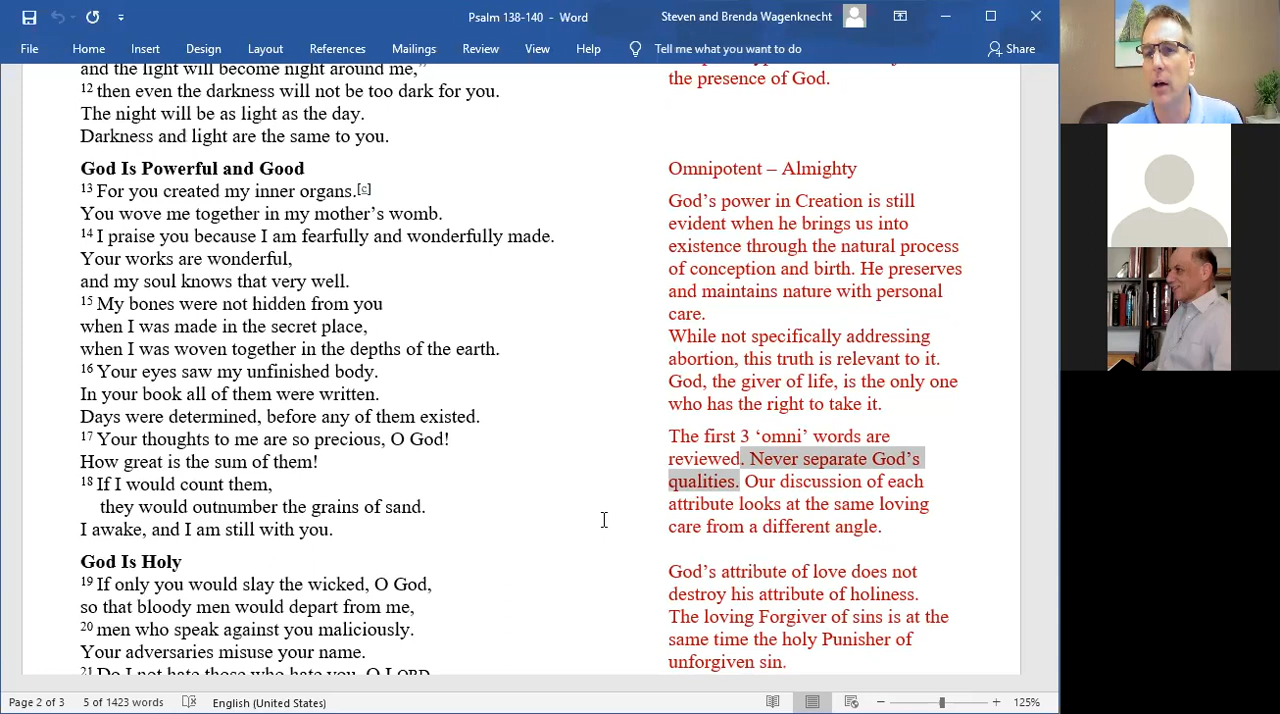 Psalm 138-140 - Word
Steven and Brenda Wagenknecht
File Home Insert Design Layout References Mailings Review View Help Tell me what you want to do Share
and the light will become night around me,”
12 then even the darkness will not be too dark for you.
The night will be as light as the day.
Darkness and light are the same to you.
God Is Powerful and Good
13 For you created my inner organs.[c]
You wove me together in my mother’s womb.
14 I praise you because I am fearfully and wonderfully made.
Your works are wonderful,
and my soul knows that very well.
15 My bones were not hidden from you
when I was made in the secret place,
when I was woven together in the depths of the earth.
16 Your eyes saw my unfinished body.
In your book all of them were written.
Days were determined, before any of them existed.
17 Your thoughts to me are so precious, O God!
How great is the sum of them!
18 If I would count them,
they would outnumber the grains of sand.
I awake, and I am still with you.
God Is Holy
19 If only you would slay the wicked, O God,
so that bloody men would depart from me,
20 men who speak against you maliciously.
Your adversaries misuse your name.
21 Do I not hate those who hate you, O LORD
the presence of God.
Omnipotent – Almighty
God’s power in Creation is still
evident when he brings us into
existence through the natural process
of conception and birth. He preserves
and maintains nature with personal
care.
While not specifically addressing
abortion, this truth is relevant to it.
God, the giver of life, is the only one
who has the right to take it.
The first 3 ‘omni’ words are
reviewed. Never separate God’s
qualities. Our discussion of each
attribute looks at the same loving
care from a different angle.
God’s attribute of love does not
destroy his attribute of holiness.
The loving Forgiver of sins is at the
same time the holy Punisher of
unforgiven sin.
Page 2 of 3 5 of 1423 words English (United States) 125%